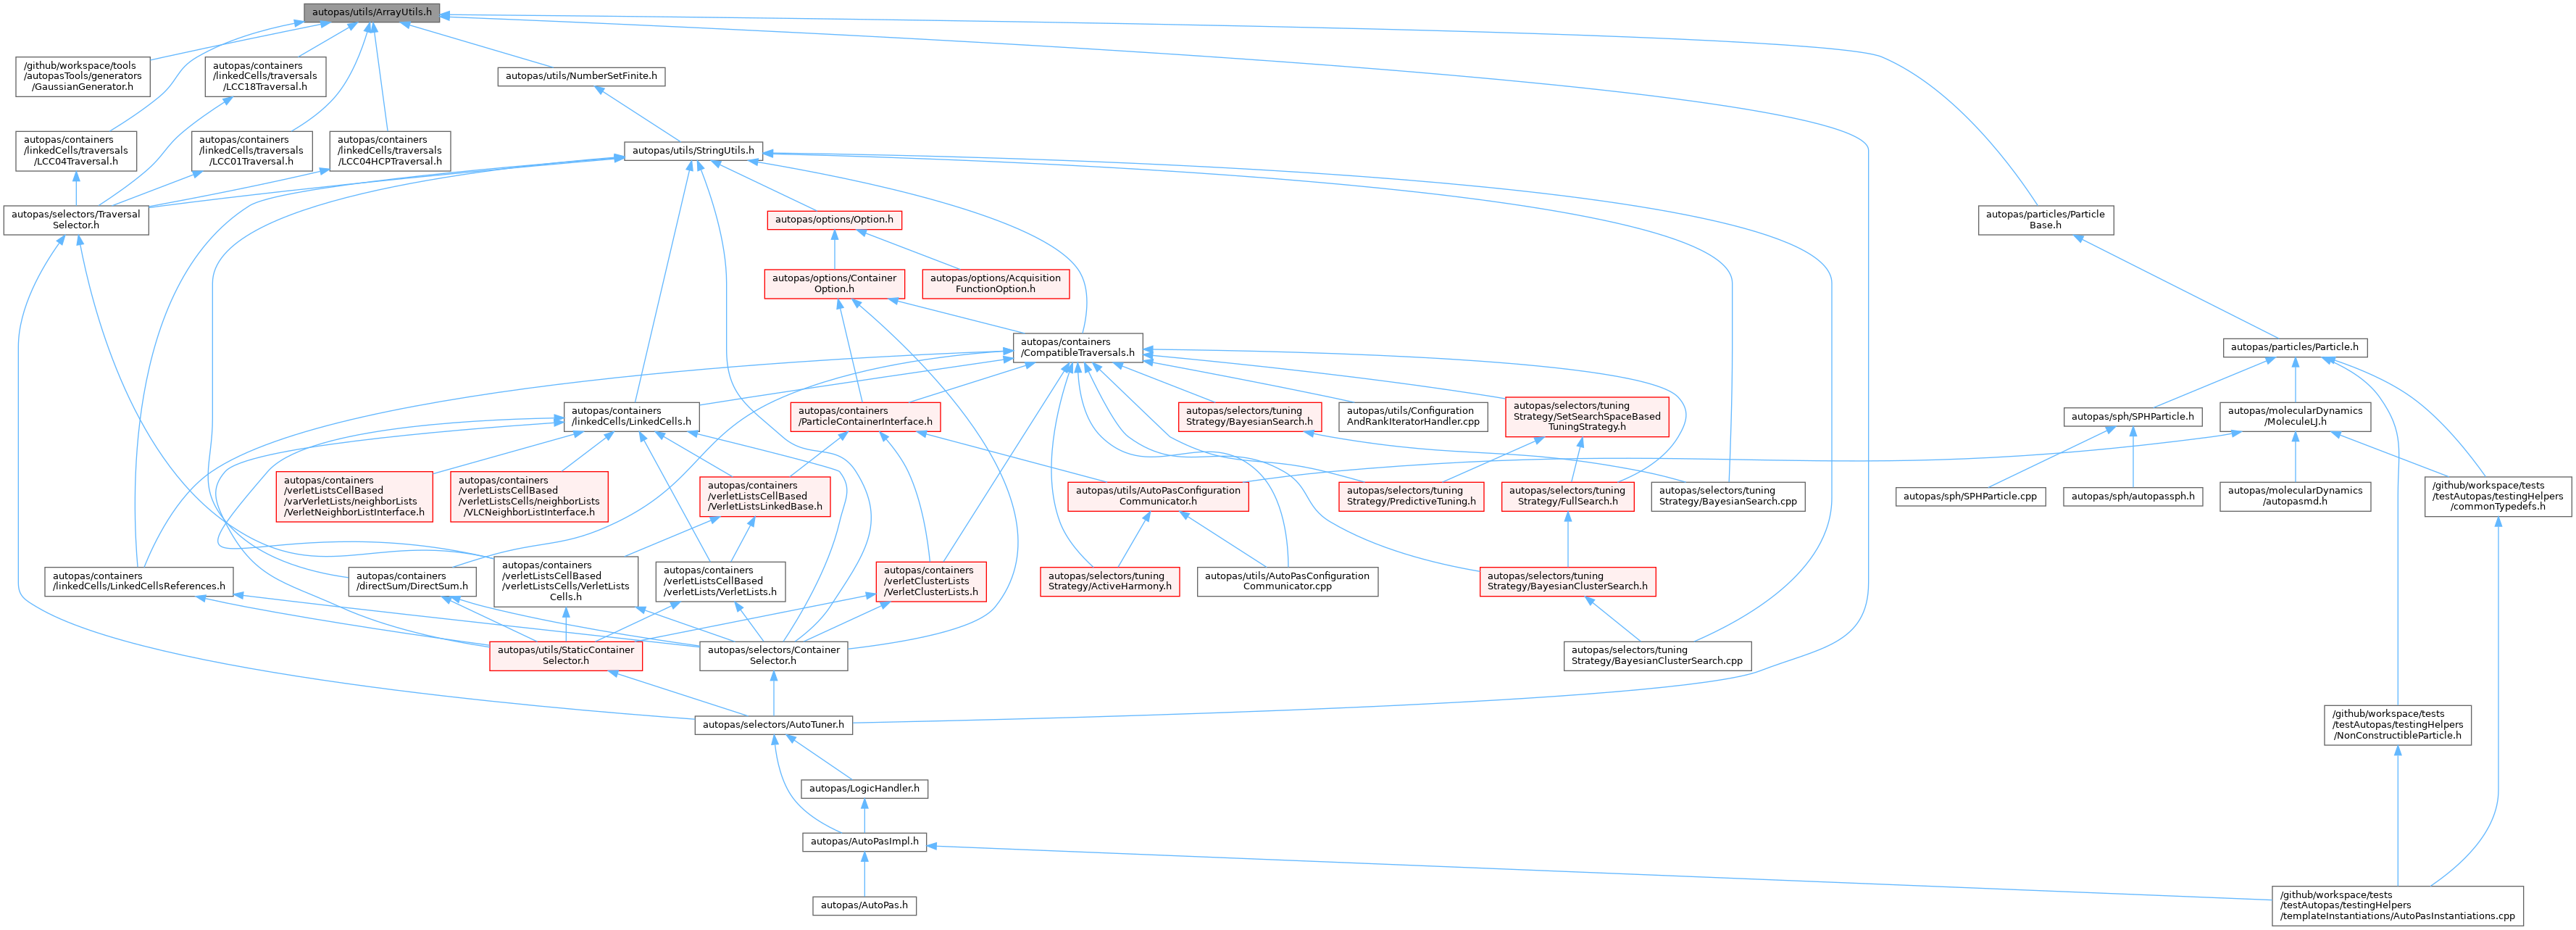 autopas/utils/ArrayUtils.h
/github/workspace/tools
/autopasTools/generators
/GaussianGenerator.h
autopas/containers
/linkedCells/traversals
/LCC18Traversal.h
autopas/utils/NumberSetFinite.h
autopas/containers
/linkedCells/traversals
/LCC04Traversal.h
autopas/containers
/linkedCells/traversals
/LCC01Traversal.h
autopas/containers
/linkedCells/traversals
/LCC04HCPTraversal.h
autopas/utils/StringUtils.h
autopas/selectors/Traversal
Selector.h
autopas/options/Option.h
autopas/particles/Particle
Base.h
autopas/options/Container
Option.h
autopas/options/Acquisition
FunctionOption.h
autopas/containers
/CompatibleTraversals.h
autopas/particles/Particle.h
autopas/containers
/linkedCells/LinkedCells.h
autopas/containers
/ParticleContainerInterface.h
autopas/selectors/tuning
Strategy/BayesianSearch.h
autopas/utils/Configuration
AndRankIteratorHandler.cpp
autopas/selectors/tuning
Strategy/SetSearchSpaceBased
TuningStrategy.h
autopas/sph/SPHParticle.h
autopas/molecularDynamics
/MoleculeLJ.h
autopas/containers
/verletListsCellBased
/varVerletLists/neighborLists
/VerletNeighborListInterface.h
autopas/containers
/verletListsCellBased
/verletListsCells/neighborLists
/VLCNeighborListInterface.h
autopas/containers
/verletListsCellBased
/VerletListsLinkedBase.h
autopas/utils/AutoPasConfiguration
Communicator.h
autopas/selectors/tuning
Strategy/PredictiveTuning.h
autopas/selectors/tuning
Strategy/FullSearch.h
autopas/selectors/tuning
Strategy/BayesianSearch.cpp
autopas/sph/SPHParticle.cpp
autopas/sph/autopassph.h
autopas/molecularDynamics
/autopasmd.h
/github/workspace/tests
/testAutopas/testingHelpers
/commonTypedefs.h
autopas/containers
/linkedCells/LinkedCellsReferences.h
autopas/containers
/directSum/DirectSum.h
autopas/containers
/verletListsCellBased
/verletListsCells/VerletLists
Cells.h
autopas/containers
/verletListsCellBased
/verletLists/VerletLists.h
autopas/containers
/verletClusterLists
/VerletClusterLists.h
autopas/selectors/tuning
Strategy/ActiveHarmony.h
autopas/utils/AutoPasConfiguration
Communicator.cpp
autopas/selectors/tuning
Strategy/BayesianClusterSearch.h
autopas/utils/StaticContainer
Selector.h
autopas/selectors/Container
Selector.h
autopas/selectors/tuning
Strategy/BayesianClusterSearch.cpp
autopas/selectors/AutoTuner.h
/github/workspace/tests
/testAutopas/testingHelpers
/NonConstructibleParticle.h
autopas/LogicHandler.h
autopas/AutoPasImpl.h
autopas/AutoPas.h
/github/workspace/tests
/testAutopas/testingHelpers
/templateInstantiations/AutoPasInstantiations.cpp